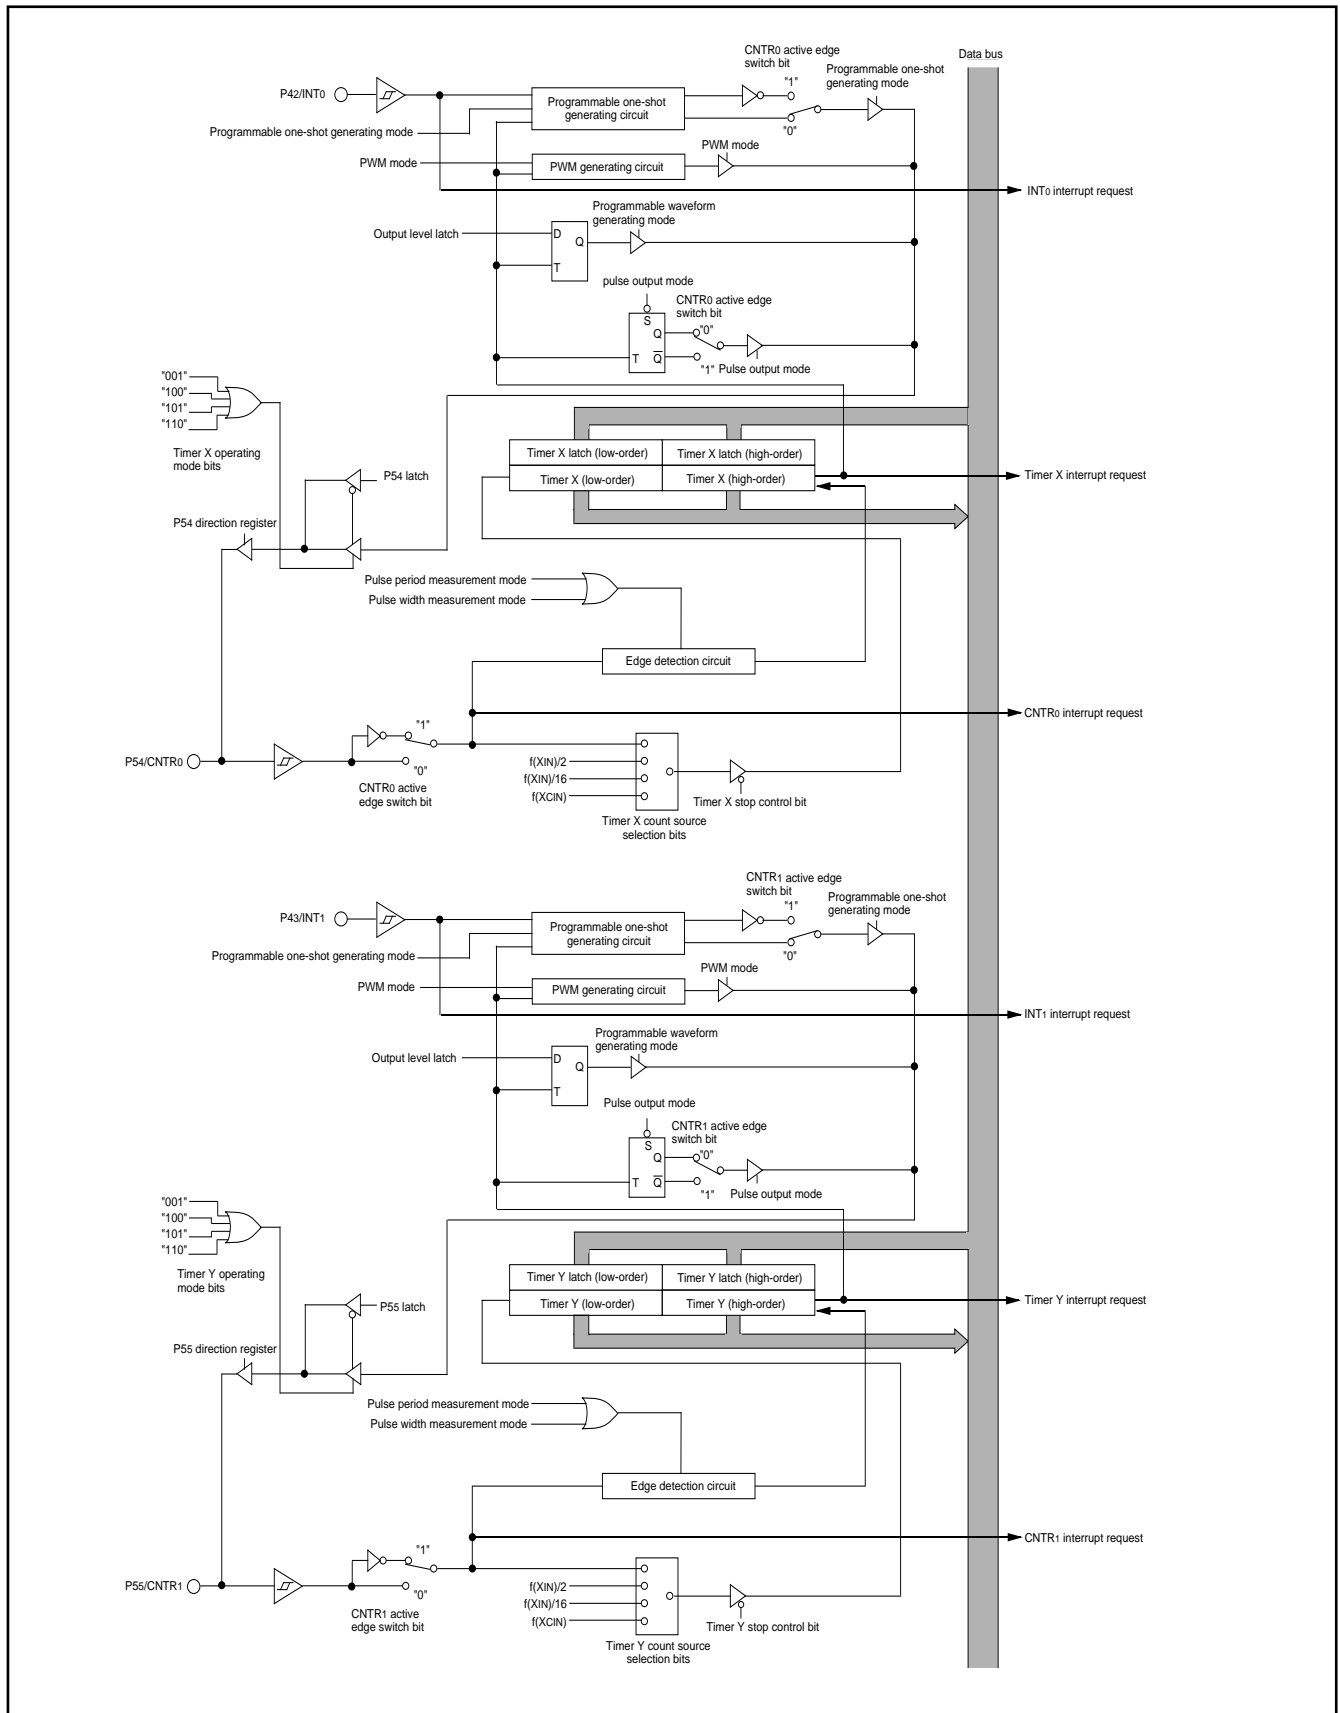 CNTR0 active edge
switch bit
Data bus
Programmable one-shot
generating mode
"1"
P42/INT0
Programmable one-shot
generating circuit
Programmable one-shot generating mode
"0"
PWM mode
PWM mode
PWM generating circuit
INT0 interrupt request
Programmable waveform
generating mode
Output level latch
D
Q
T
pulse output mode
CNTR0 active edge
switch bit
S
Q
"0"
T
Q
"1"
Pulse output mode
"001"
"100"
"101"
"110"
Timer X operating
mode bits
Timer X latch (low-order)
Timer X latch (high-order)
Timer X (low-order)
Timer X (high-order)
Timer X interrupt request
P54 latch
P54 direction register
Pulse period measurement mode
Pulse width measurement mode
Edge detection circuit
CNTR0 interrupt request
"1"
P54/CNTR0
"0"
CNTR0 active
edge switch bit
f(XIN)/2
f(XIN)/16
f(XCIN)
Timer X stop control bit
Timer X count source
selection bits
CNTR1 active edge
switch bit
Programmable one-shot
generating mode
"1"
P43/INT1
Programmable one-shot
generating circuit
Programmable one-shot generating mode
"0"
PWM mode
PWM mode
PWM generating circuit
INT1 interrupt request
Programmable waveform
generating mode
Output level latch
D
Q
T
Pulse output mode
CNTR1 active edge
switch bit
S
Q
"0"
T
Q
"1"
Pulse output mode
"001"
"100"
"101"
"110"
Timer Y operating
mode bits
Timer Y latch (low-order)
Timer Y latch (high-order)
Timer Y (low-order)
Timer Y (high-order)
Timer Y interrupt request
P55 latch
P55 direction register
Pulse period measurement mode
Pulse width measurement mode
Edge detection circuit
CNTR1 interrupt request
"1"
P55/CNTR1
"0"
CNTR1 active
edge switch bit
f(XIN)/2
f(XIN)/16
f(XCIN)
Timer Y stop control bit
Timer Y count source
selection bits